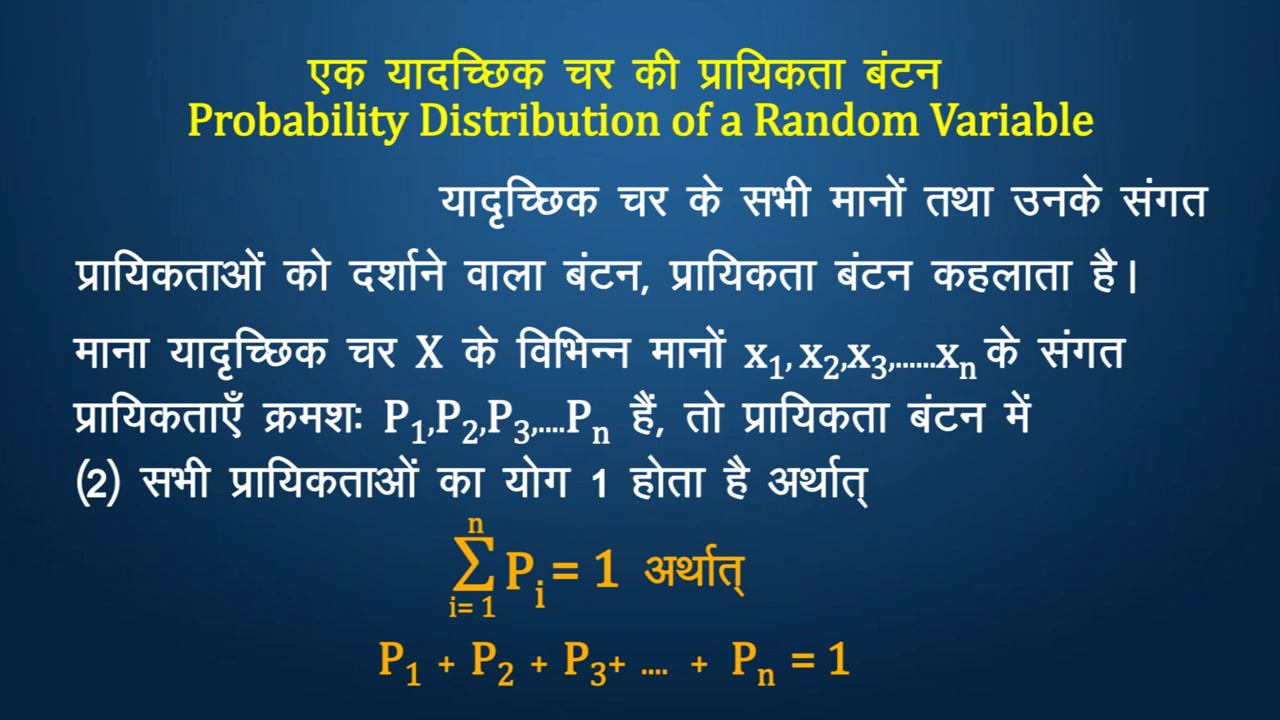 एक यादच्छिक चर की प्रायिकता बंटन
Probability Distribution of a Random Variable
यादृच्छिक चर के सभी मानों तथा उनके संगत
प्रायिकताओं को दर्शाने वाला बंटन, प्रायिकता बंटन कहलाता है।
माना यादृच्छिक चर X के विभिन्न मानों x₁, x₂,x₃,......xₙ के संगत
प्रायिकताएँ क्रमशः P₁,P₂,P₃,....Pₙ हैं, तो प्रायिकता बंटन में
(2) सभी प्रायिकताओं का योग 1 होता है अर्थात्
n
∑ Pᵢ = 1 अर्थात्
i= 1
P₁ + P₂ + P₃+ .... + Pₙ = 1